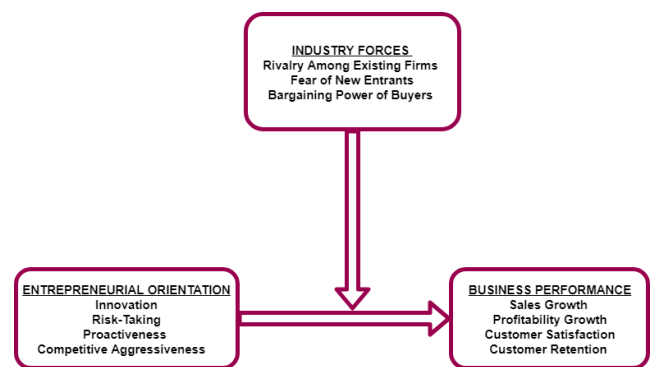 INDUSTRY FORCES
Rivalry Among Existing Firms
Fear of New Entrants
Bargaining Power of Buyers
ENTREPRENEURIAL ORIENTATION
Innovation
Risk-Taking
Proactiveness
Competitive Aggressiveness
BUSINESS PERFORMANCE
Sales Growth
Profitability Growth
Customer Satisfaction
Customer Retention